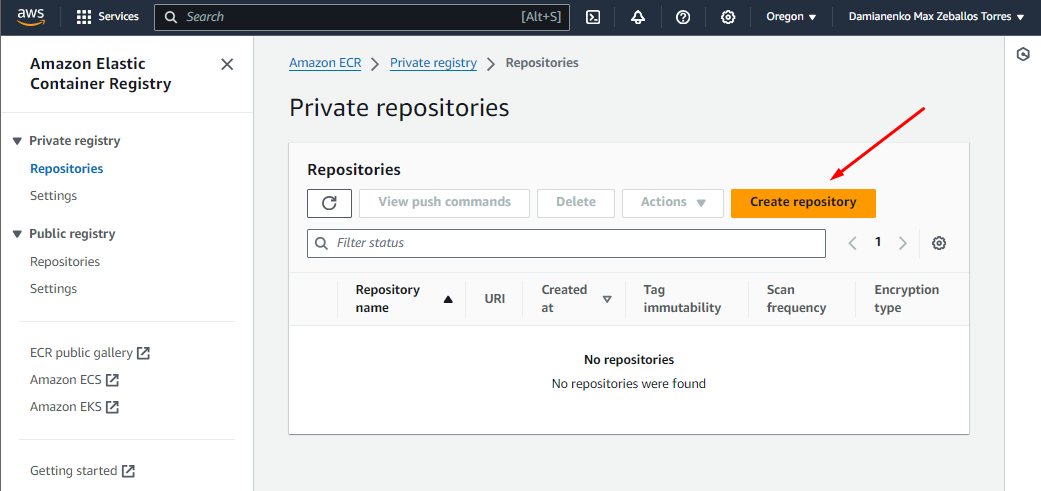 aws
Services
Search
[Alt+S]
Oregon
Damianenko Max Zeballos Torres
Amazon Elastic
Container Registry
Private registry
Repositories
Settings
Public registry
Repositories
Settings
ECR public gallery
Amazon ECS
Amazon EKS
Getting started
Amazon ECR
Private registry
Repositories
Private repositories
Repositories
View push commands
Delete
Actions
Create repository
Filter status
1
Repository
name
URI
Created
at
Tag
immutability
Scan
frequency
Encryption
type
No repositories
No repositories were found